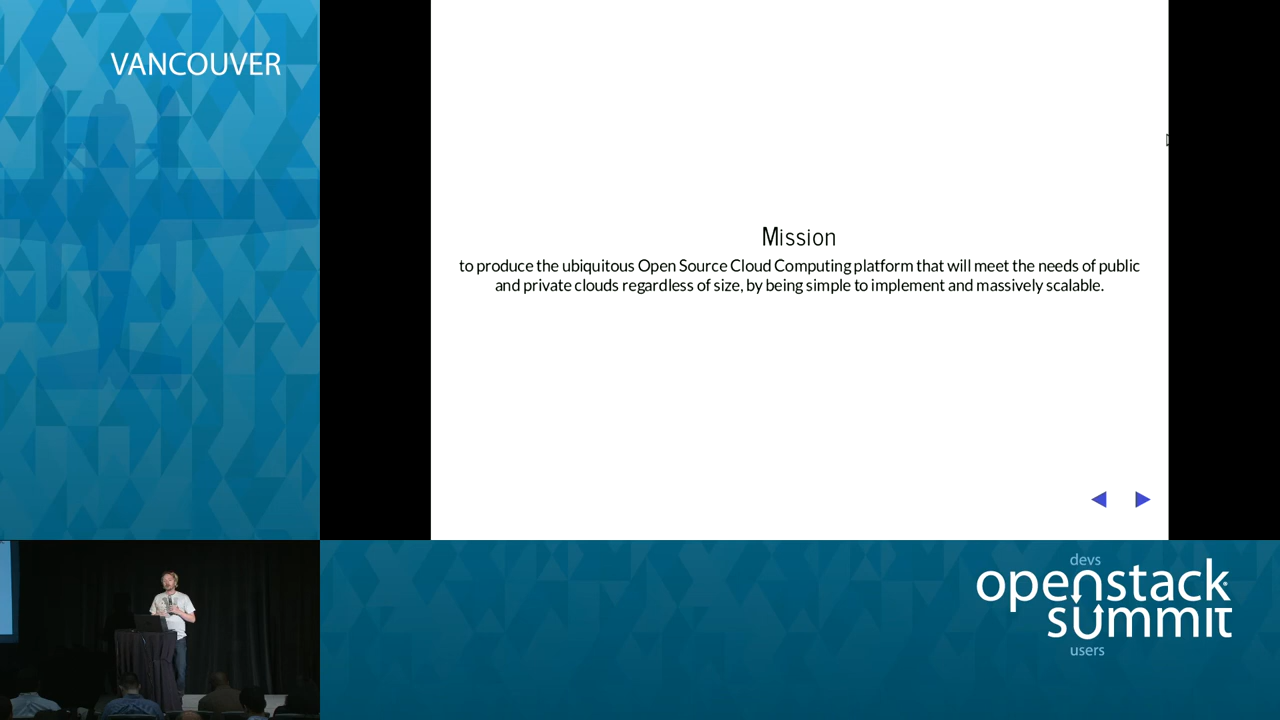 VANCOUVER
Mission
to produce the ubiquitous Open Source Cloud Computing platform that will meet the needs of public
and private clouds regardless of size, by being simple to implement and massively scalable.
devs
openstack
summit
users